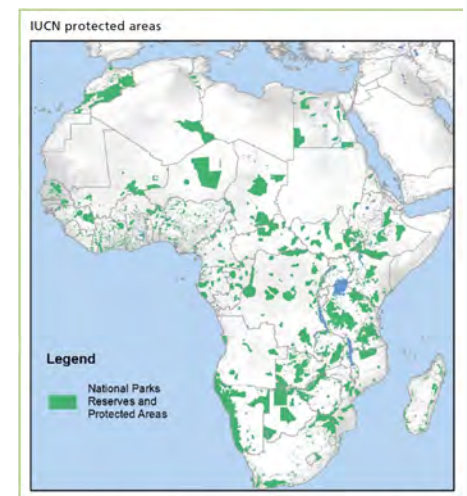 IUCN protected areas
Legend
National Parks
Reserves and
Protected Areas